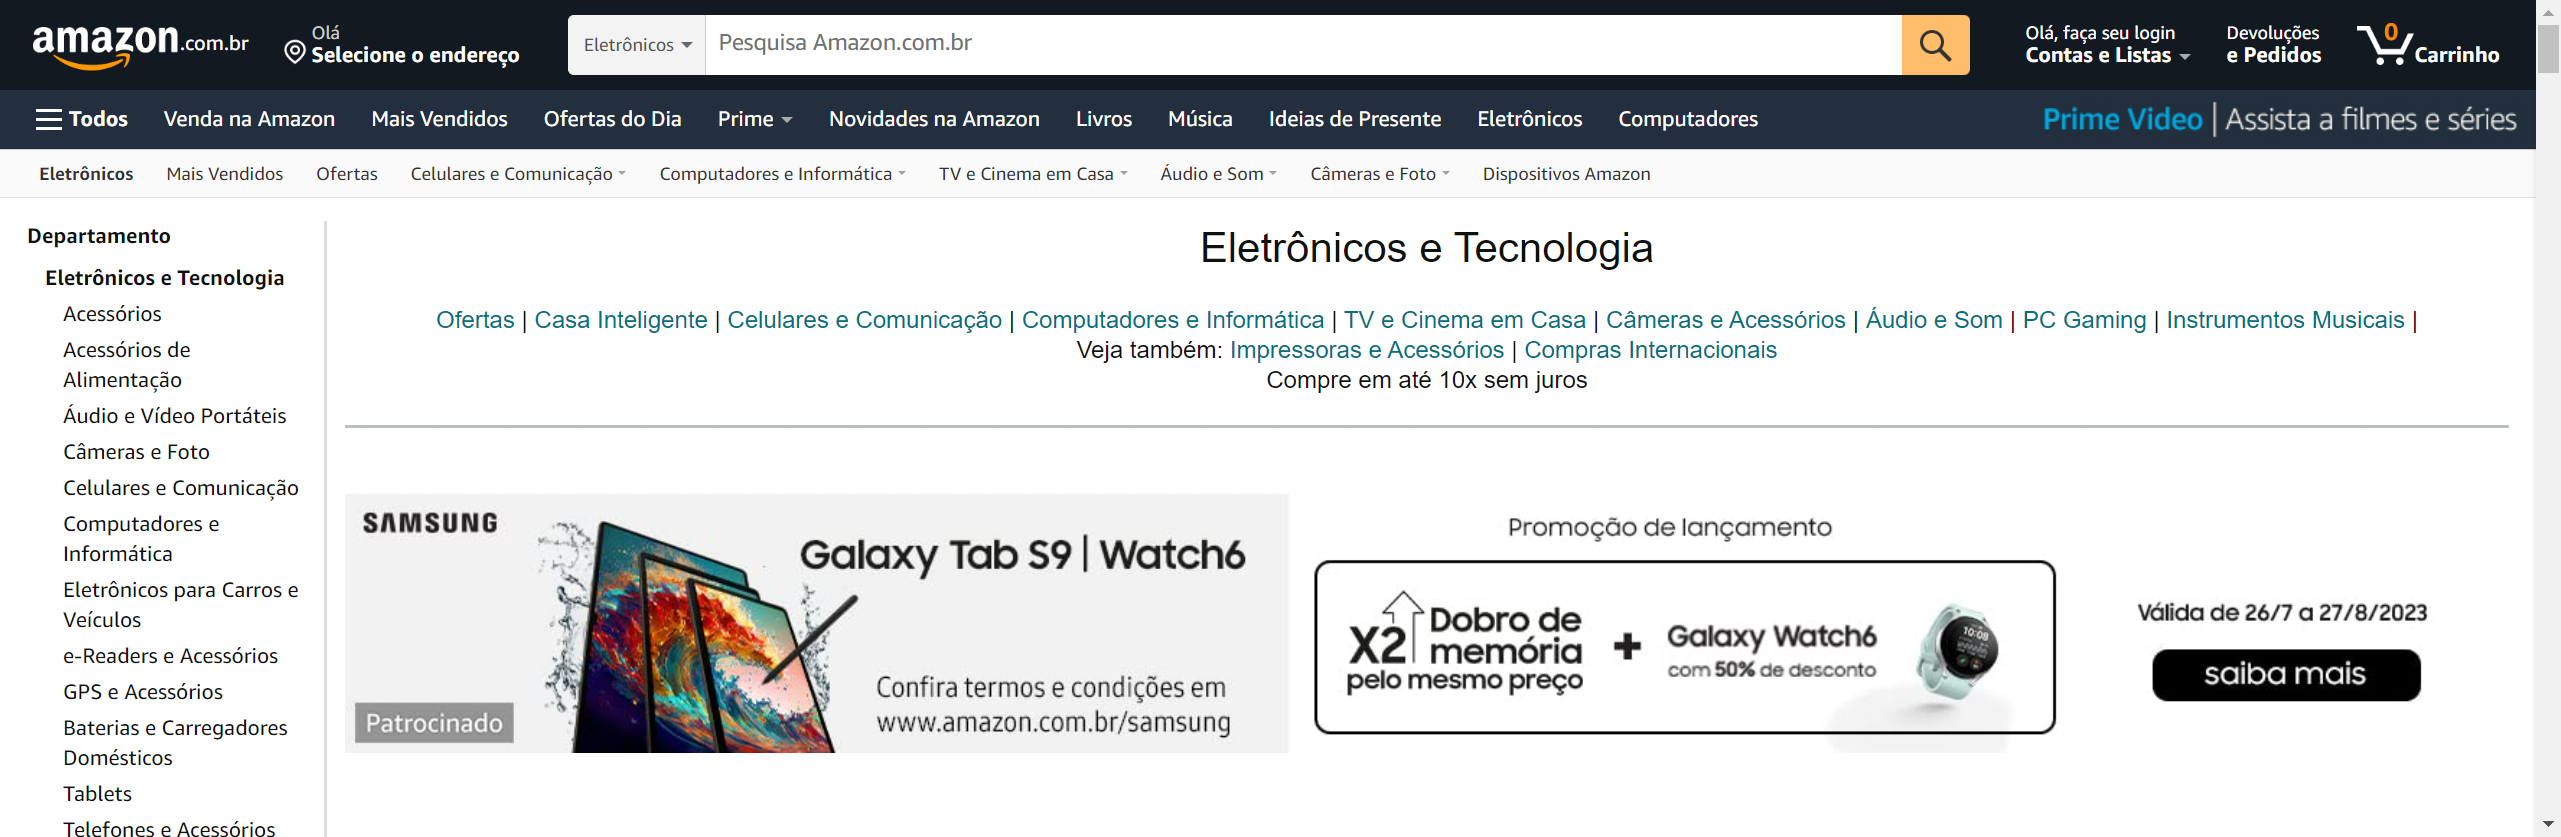 amazon.com.br
Olá
Selecione o endereço
Eletrônicos
Pesquisa Amazon.com.br
Olá, faça seu login
Contas e Listas
Devoluções
e Pedidos
0
Carrinho
Todos
Venda na Amazon
Mais Vendidos
Ofertas do Dia
Prime
Novidades na Amazon
Livros
Música
Ideias de Presente
Eletrônicos
Computadores
Prime Video | Assista a filmes e séries
Eletrônicos
Mais Vendidos
Ofertas
Celulares e Comunicação
Computadores e Informática
TV e Cinema em Casa
Áudio e Som
Câmeras e Foto
Dispositivos Amazon
Departamento
Eletrônicos e Tecnologia
Acessórios
Acessórios de
Alimentação
Áudio e Vídeo Portáteis
Câmeras e Foto
Celulares e Comunicação
Computadores e
Informática
Eletrônicos para Carros e
Veículos
e-Readers e Acessórios
GPS e Acessórios
Baterias e Carregadores
Domésticos
Tablets
Telefones e Acessórios
Eletrônicos e Tecnologia
Ofertas | Casa Inteligente | Celulares e Comunicação | Computadores e Informática | TV e Cinema em Casa | Câmeras e Acessórios | Áudio e Som | PC Gaming | Instrumentos Musicais |
Veja também: Impressoras e Acessórios | Compras Internacionais
Compre em até 10x sem juros
SAMSUNG
Galaxy Tab S9 | Watch6
Confira termos e condições em
www.amazon.com.br/samsung
Patrocinado
Promoção de lançamento
X2 Dobro de
memória
pelo mesmo preço
+
Galaxy Watch6
com 50% de desconto
10:08
Válida de 26/7 a 27/8/2023
saiba mais